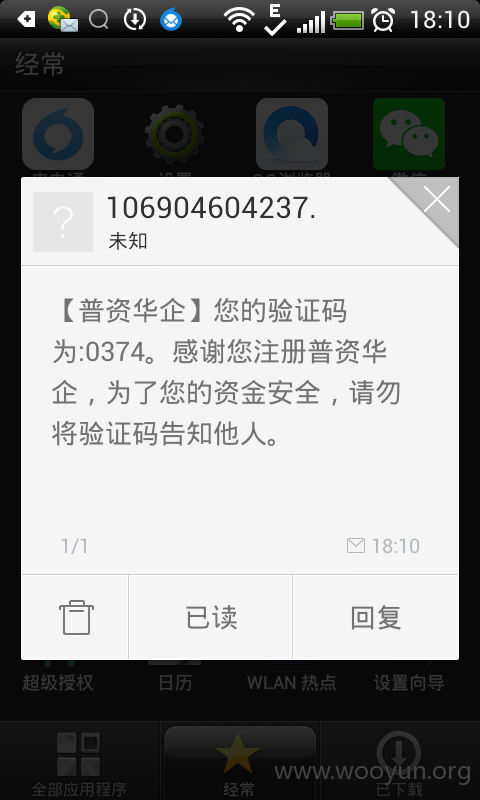 E
18:10
经常
设置
微信
?
106904604237.
未知
【普资华企】您的验证码
为:0374。感谢您注册普资华
企，为了您的资金安全，请勿
将验证码告知他人。
1/1
18:10
已读
回复
超级授权
日历
WLAN 热点
设置向导
全部应用程序
经常
已下载
www.wooyun.org